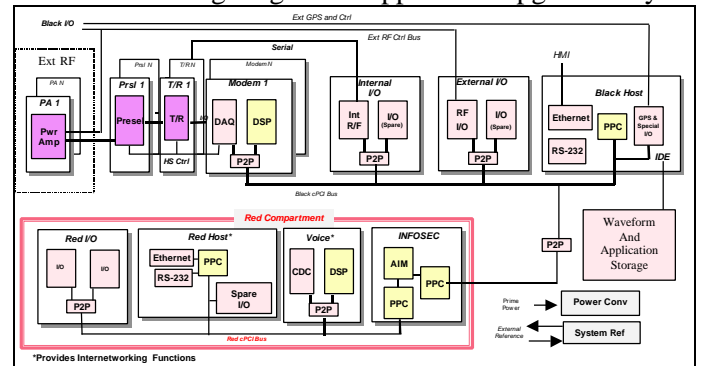 Black I/O
Ext GPS and Ctrl
Ext RF Ctrl Bus
Ext RF
PA N
PA 1
Pwr
Amp
Prsl N
Prsl 1
Presel
T/R N
T/R 1
T/R
HS Ctrl
Serial
Modem N
Modem 1
I/O
DAQ
DSP
P2P
Internal
I/O
Int
R/F
I/O
(Spare)
P2P
External I/O
RF
I/O
I/O
(Spare)
P2P
HMI
Black Host
Ethernet
RS-232
PPC
GPS &
Special
I/O
IDE
Black cPCI Bus
Waveform
And
Application
Storage
P2P
Red Compartment
Red I/O
I/O
I/O
P2P
Red Host*
Ethernet
RS-232
PPC
Spare
I/O
Voice*
CDC
DSP
P2P
INFOSEC
AIM
PPC
PPC
Red cPCI Bus
Prime
Power
Power Conv
External
Reference
System Ref
*Provides Internetworking Functions